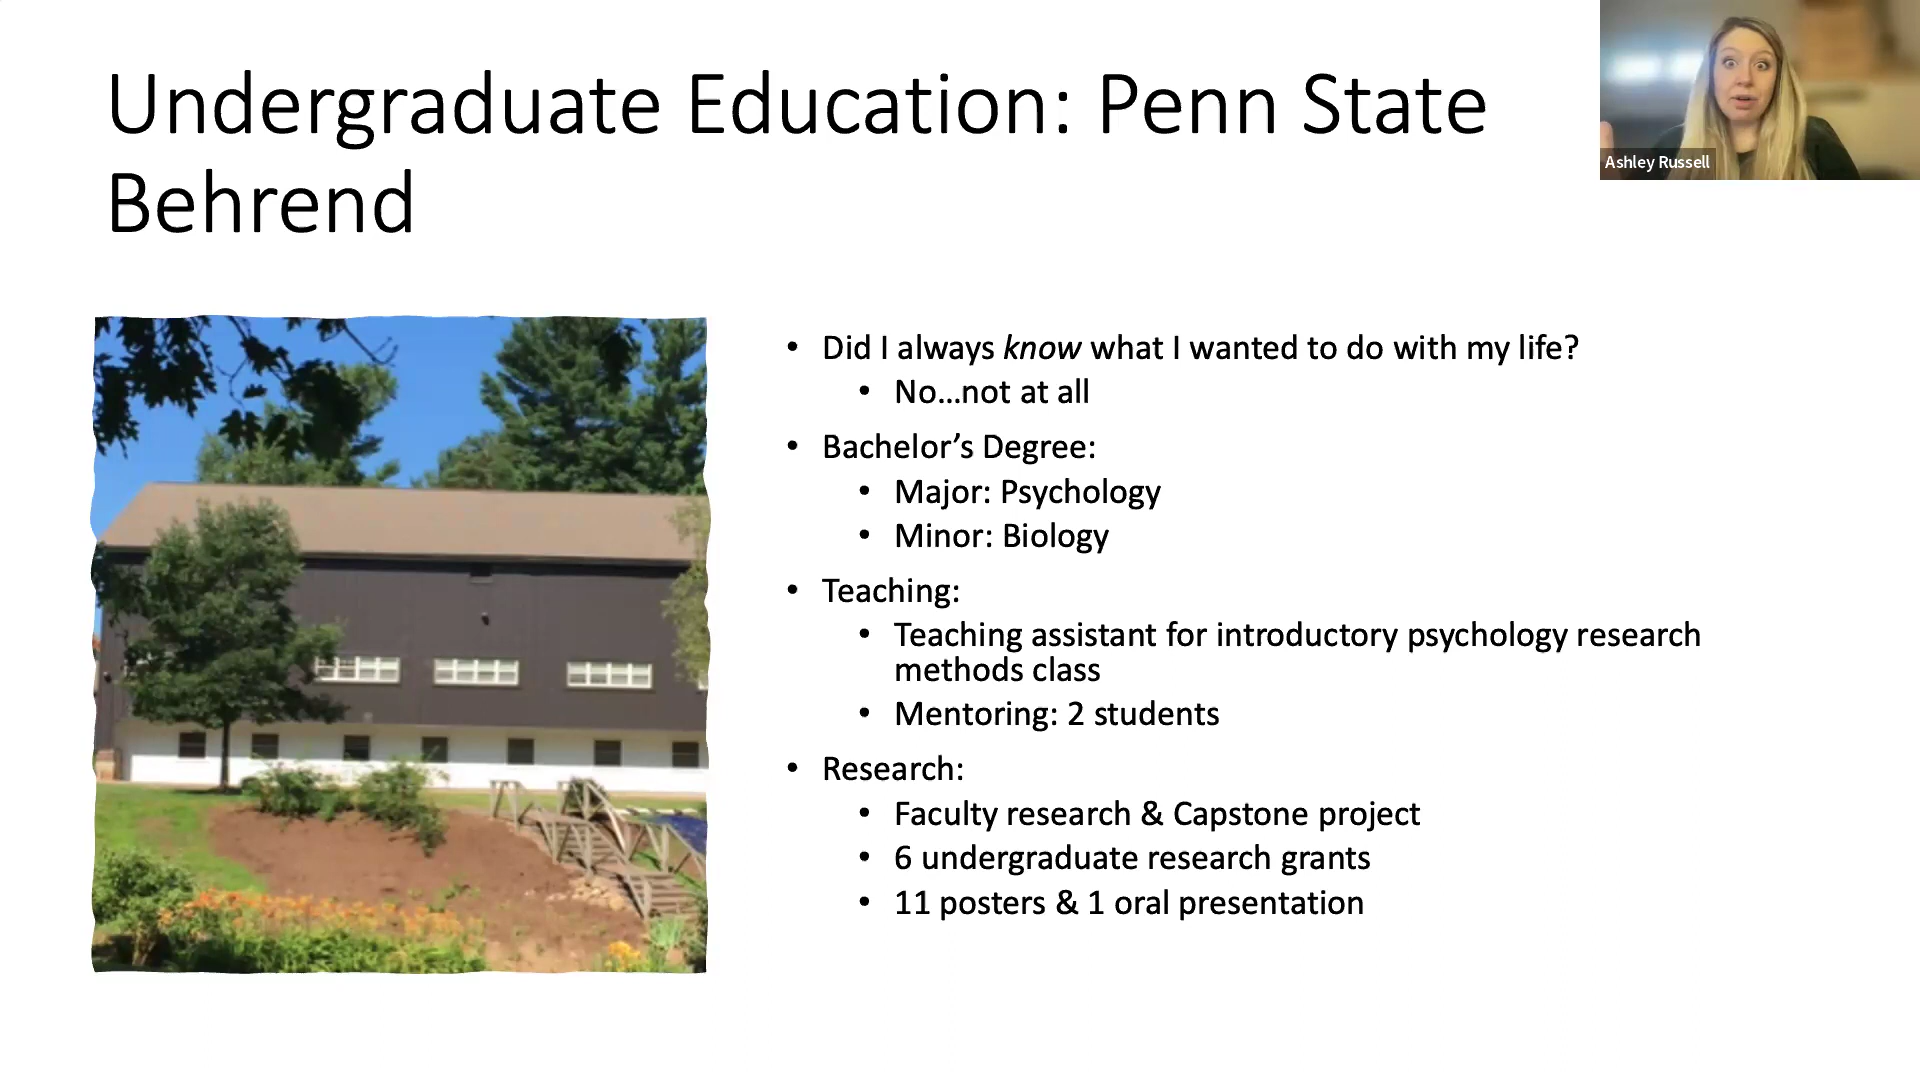 Undergraduate Education: Penn State
Behrend
Ashley Russell
• Did I always know what I wanted to do with my life?
• No...not at all
• Bachelor’s Degree:
• Major: Psychology
• Minor: Biology
• Teaching:
• Teaching assistant for introductory psychology research
methods class
• Mentoring: 2 students
• Research:
• Faculty research & Capstone project
• 6 undergraduate research grants
• 11 posters & 1 oral presentation